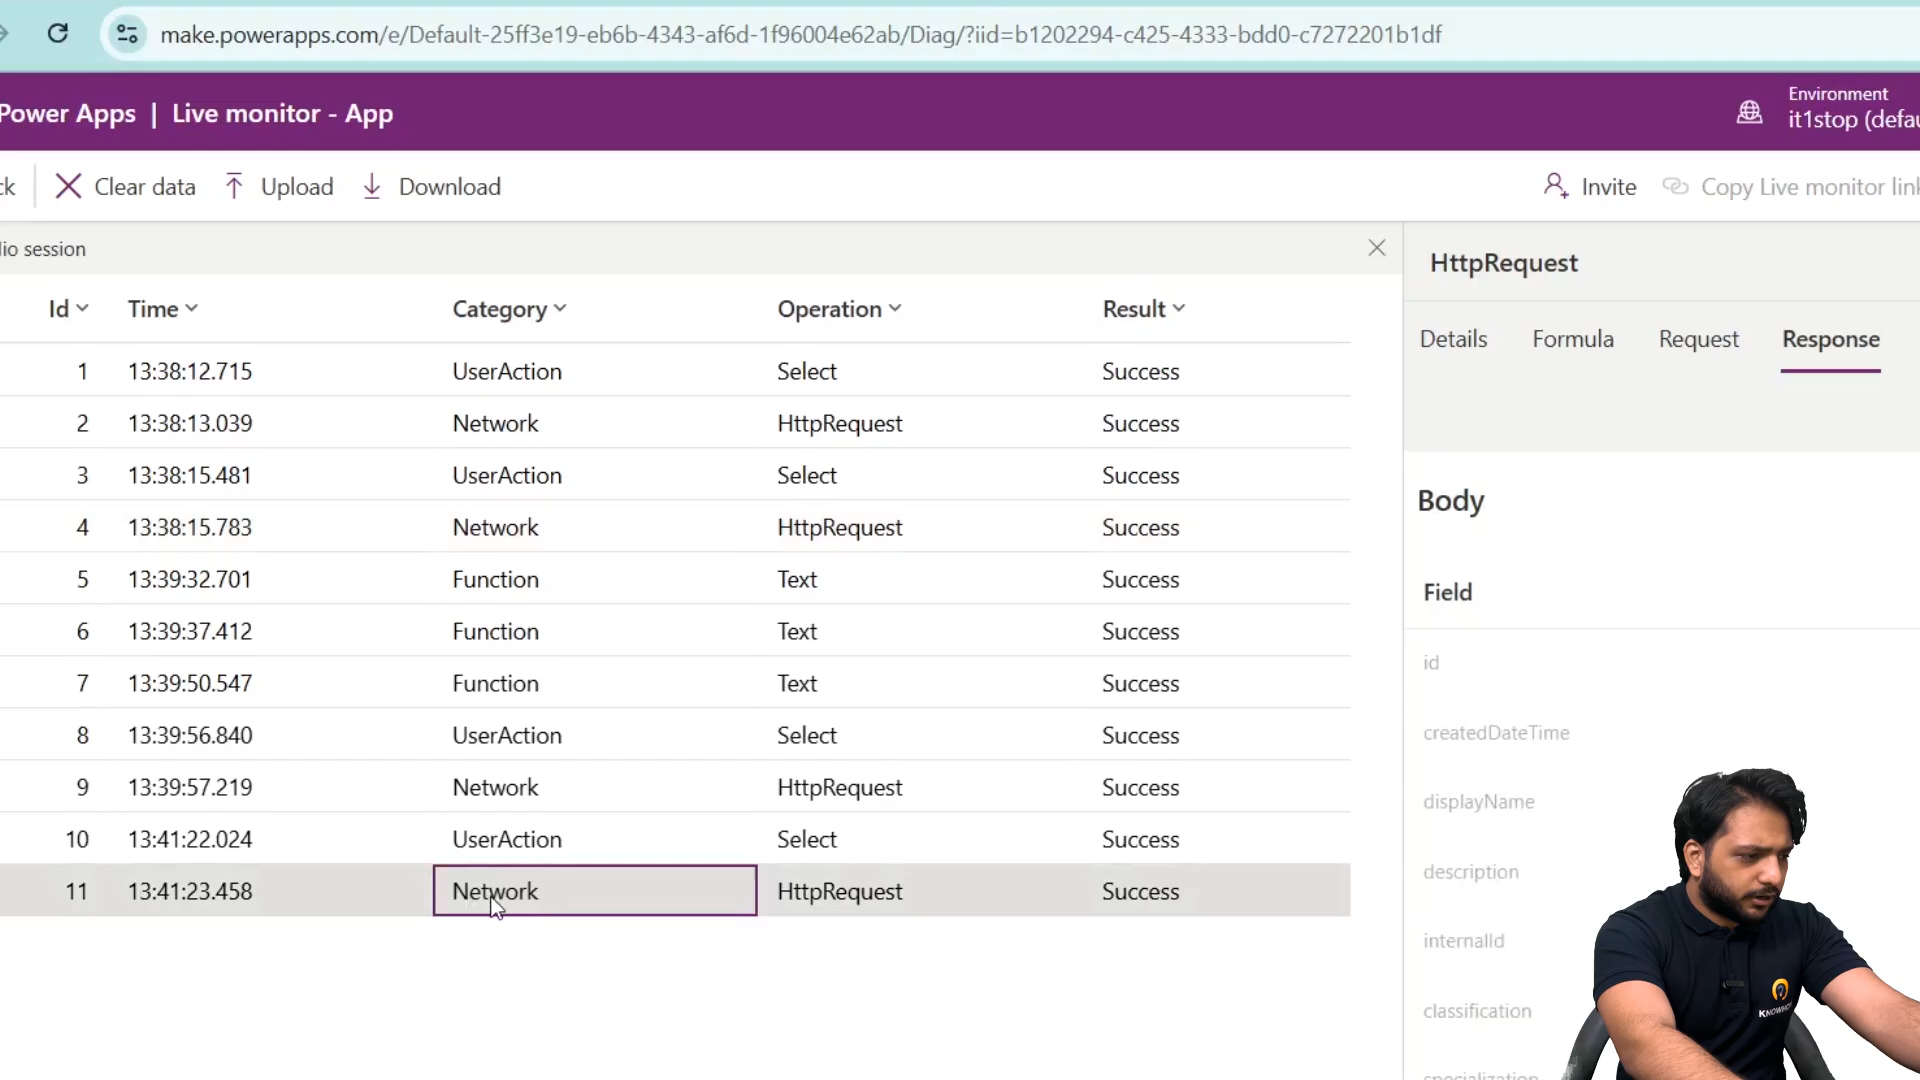 make.powerapps.com/e/Default-25ff3e19-eb6b-4343-af6d-1f96004e62ab/Diag/?iid=b1202294-c425-4333-bdd0-c7272201b1df
Power Apps | Live monitor - App
Environment
it1stop (defau
ck
Clear data
Upload
Download
Invite
Copy Live monitor link
lio session
HttpRequest
Id Time Category Operation Result
Details Formula Request Response
1 13:38:12.715 UserAction Select Success
2 13:38:13.039 Network HttpRequest Success
3 13:38:15.481 UserAction Select Success
4 13:38:15.783 Network HttpRequest Success
5 13:39:32.701 Function Text Success
6 13:39:37.412 Function Text Success
7 13:39:50.547 Function Text Success
8 13:39:56.840 UserAction Select Success
9 13:39:57.219 Network HttpRequest Success
10 13:41:22.024 UserAction Select Success
11 13:41:23.458 Network HttpRequest Success
Body
Field
id
createdDateTime
displayName
description
internalId
classification